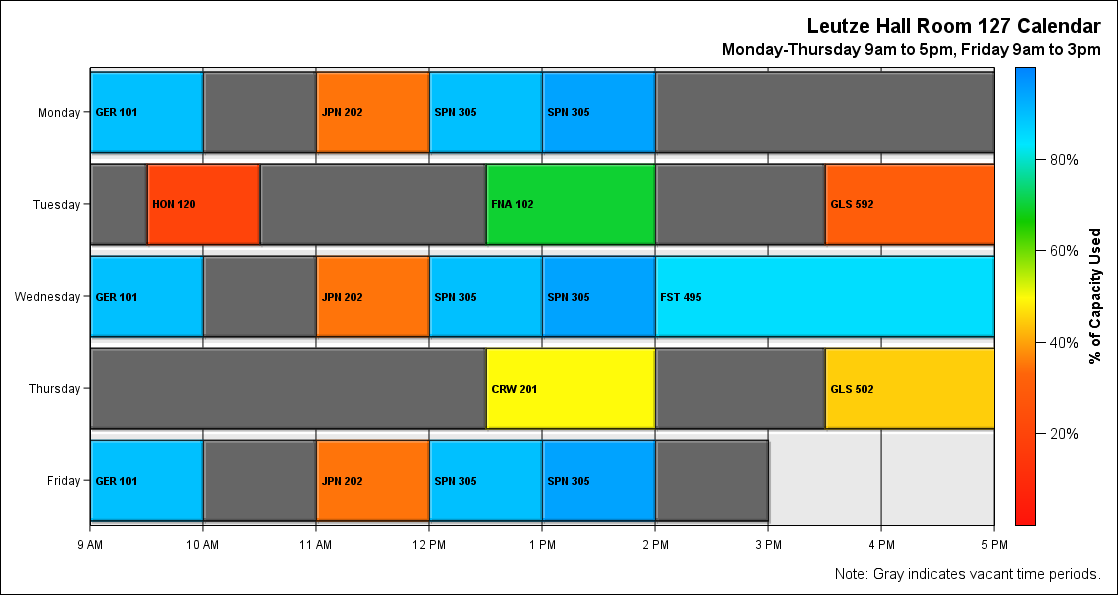 Leutze Hall Room 127 Calendar
Monday-Thursday 9am to 5pm, Friday 9am to 3pm
Monday
GER 101
JPN 202
SPN 305
SPN 305
Tuesday
HON 120
FNA 102
GLS 592
Wednesday
GER 101
JPN 202
SPN 305
SPN 305
FST 495
Thursday
CRW 201
GLS 502
Friday
GER 101
JPN 202
SPN 305
SPN 305
9 AM
10 AM
11 AM
12 PM
1 PM
2 PM
3 PM
4 PM
5 PM
80%
60%
40%
20%
% of Capacity Used
Note: Gray indicates vacant time periods.